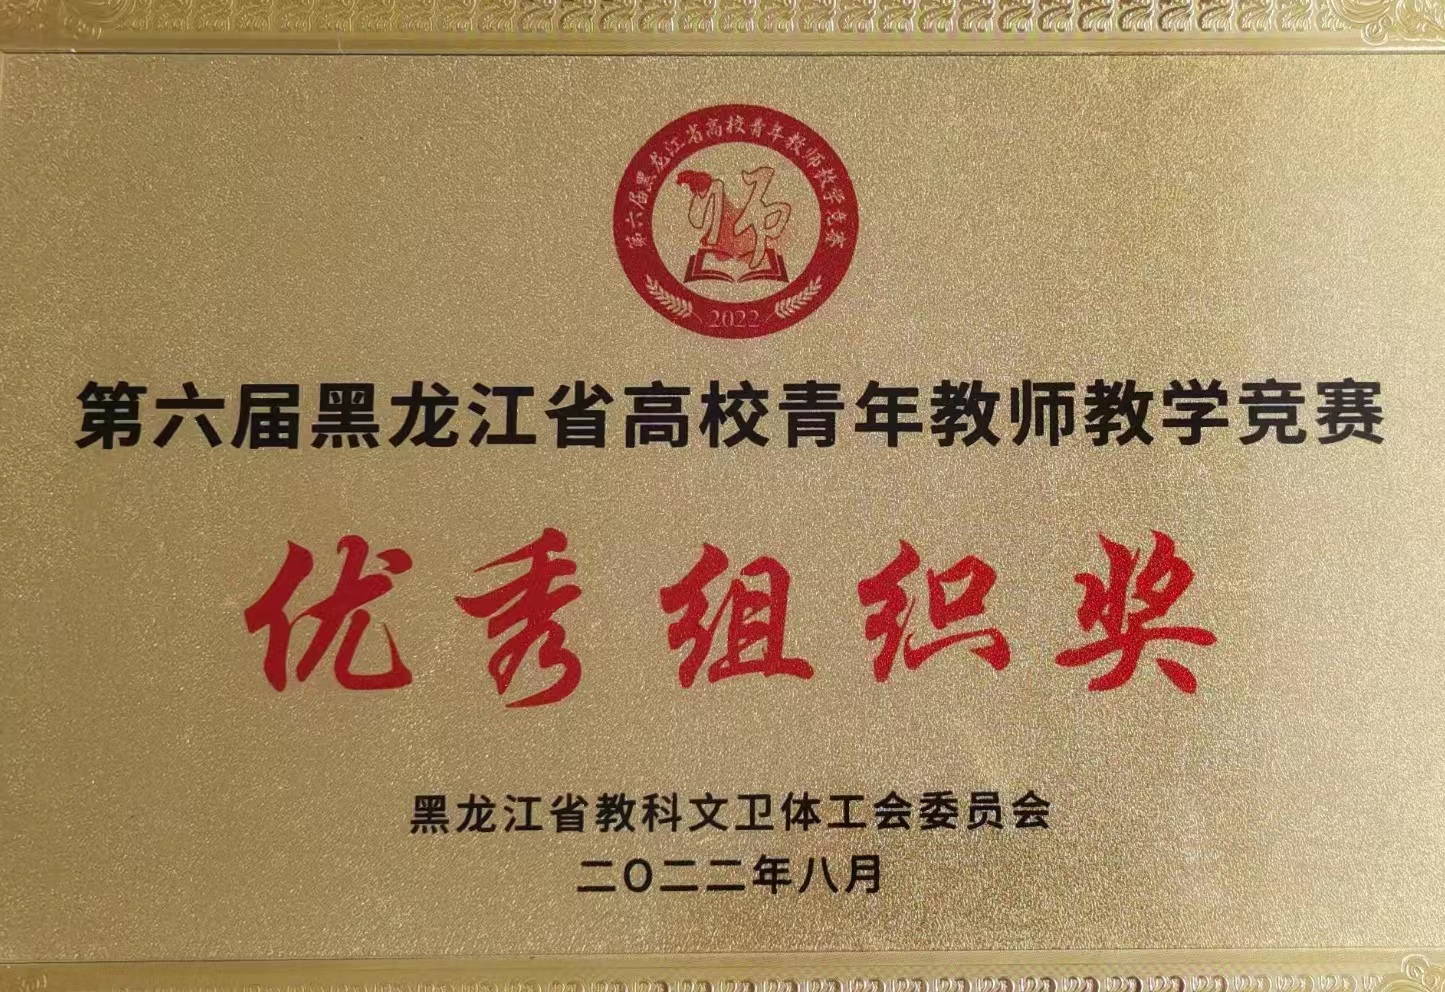 第六届黑龙江省高校青年教师教学竞赛
师
2022
第六届黑龙江省高校青年教师教学竞赛
优秀组织奖
黑龙江省教科文卫体工会委员会
二〇二二年八月